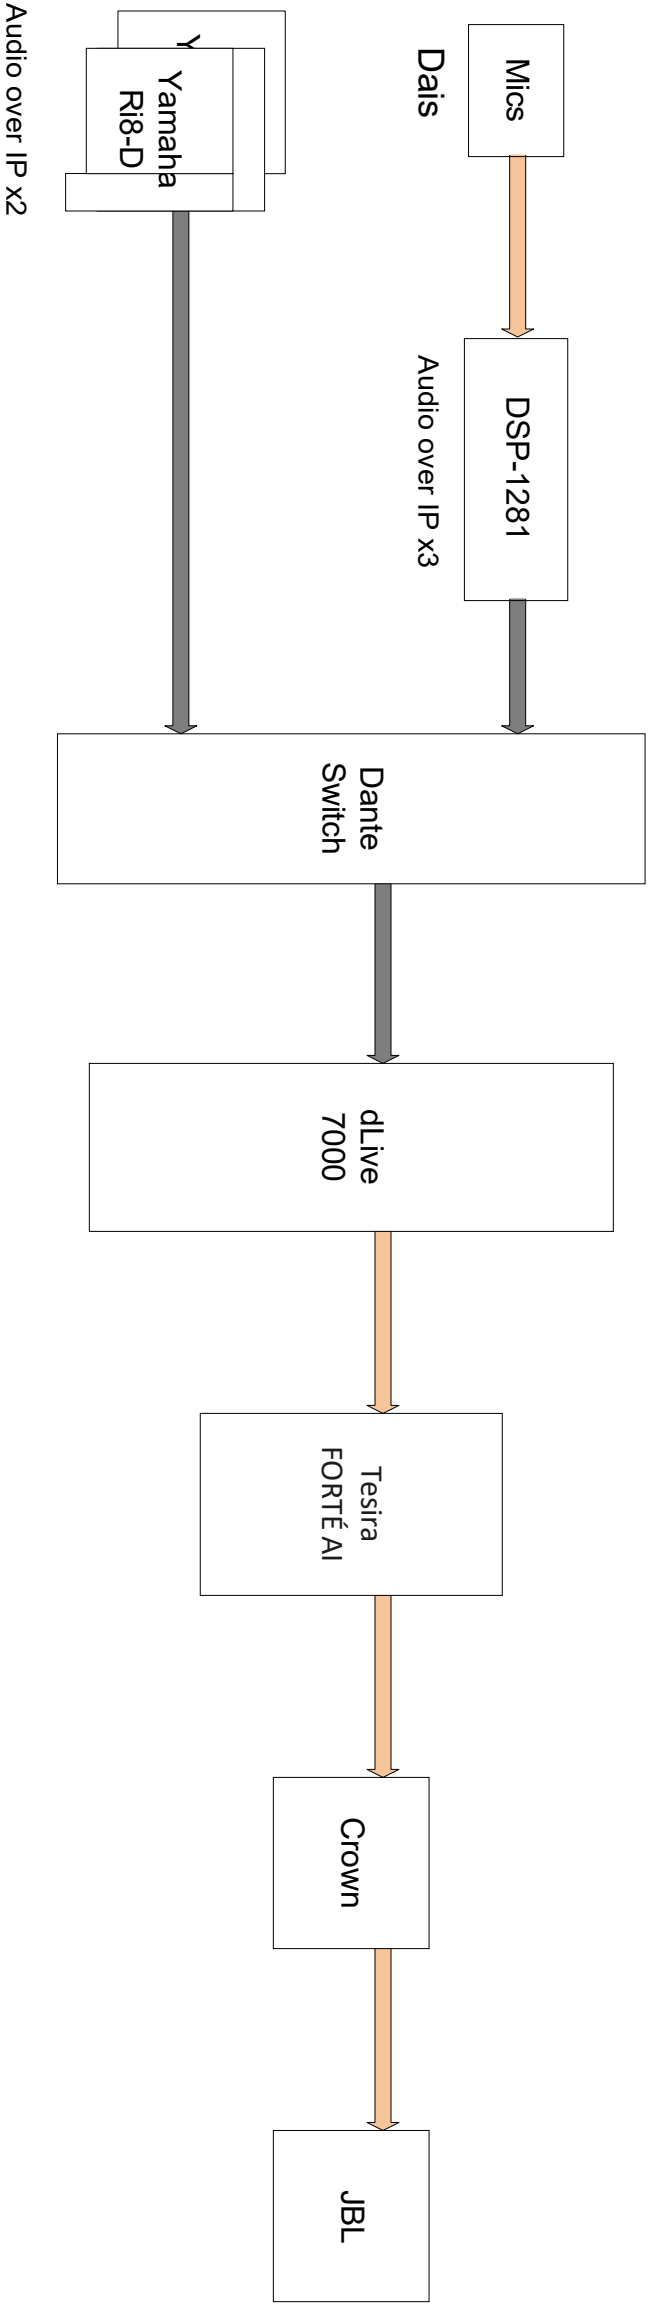 Mics
Dais
DSP-1281
Audio over IP x3
Y
Yamaha
Ri8-D
Audio over IP x2
Dante
Switch
dLive
7000
Tesira
FORTÉ AI
Crown
JBL